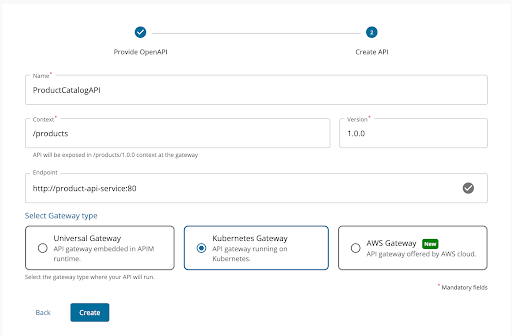 2
Provide OpenAPI
Create API
Name*
ProductCatalogAPI
Context*
Version*
/products
1.0.0
API will be exposed in /products/1.0.0 context at the gateway
Endpoint
http://product-api-service:80
Select Gateway type
Universal Gateway
API gateway embedded in APIM
runtime.
Kubernetes Gateway
API gateway running on
Kubernetes.
AWS Gateway New
API gateway offered by AWS cloud.
Select the gateway type where your API will run.
* Mandatory fields
Back
Create